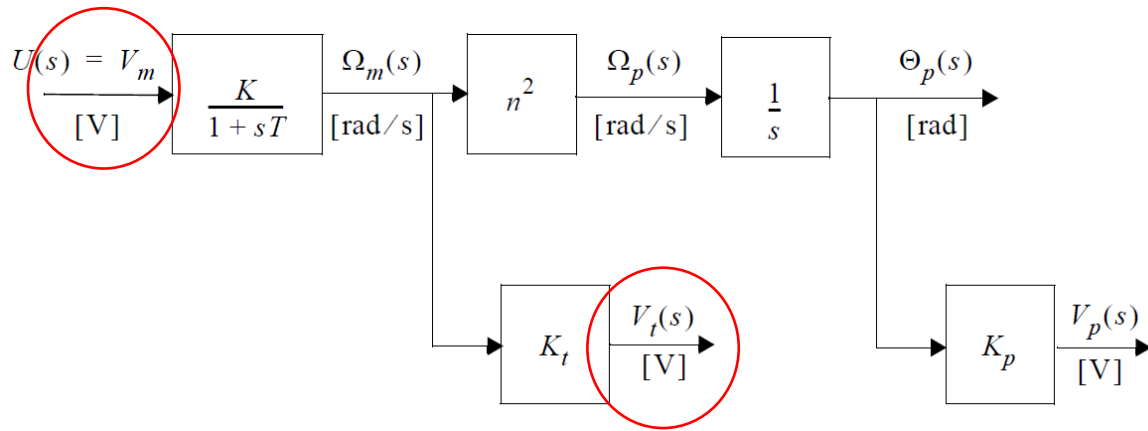 U(s) = V_m
[V]
K
1 + sT
Ω_m(s)
[rad/s]
n^2
Ω_p(s)
[rad/s]
1
s
Θ_p(s)
[rad]
K_t
V_t(s)
[V]
K_p
V_p(s)
[V]